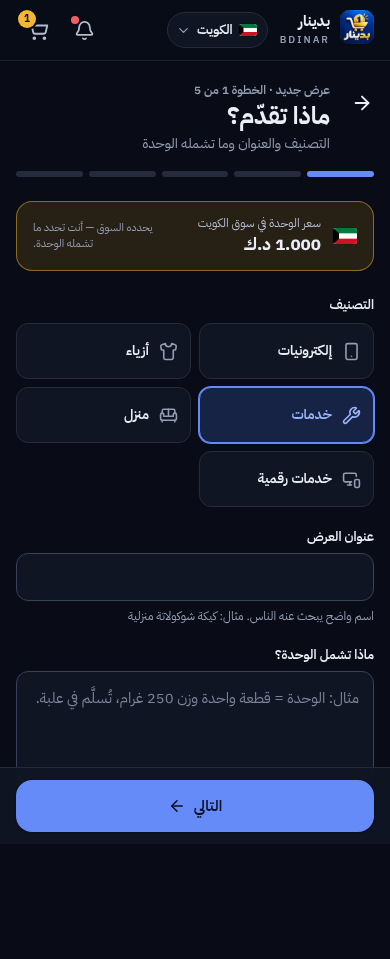 بدينار
BDINAR
بدينار
الكويت
1
عرض جديد · الخطوة 1 من 5
ماذا تقدّم؟
التصنيف والعنوان وما تشمله الوحدة
سعر الوحدة في سوق الكويت
1.000 د.ك
يحدده السوق — أنت تحدد ما
تشمله الوحدة.
التصنيف
إلكترونيات
أزياء
خدمات
منزل
خدمات رقمية
عنوان العرض
اسم واضح يبحث عنه الناس. مثال: كيكة شوكولاتة منزلية
ماذا تشمل الوحدة؟
مثال: الوحدة = قطعة واحدة وزن 250 غرام، تُسلَّم في علبة.
التالي